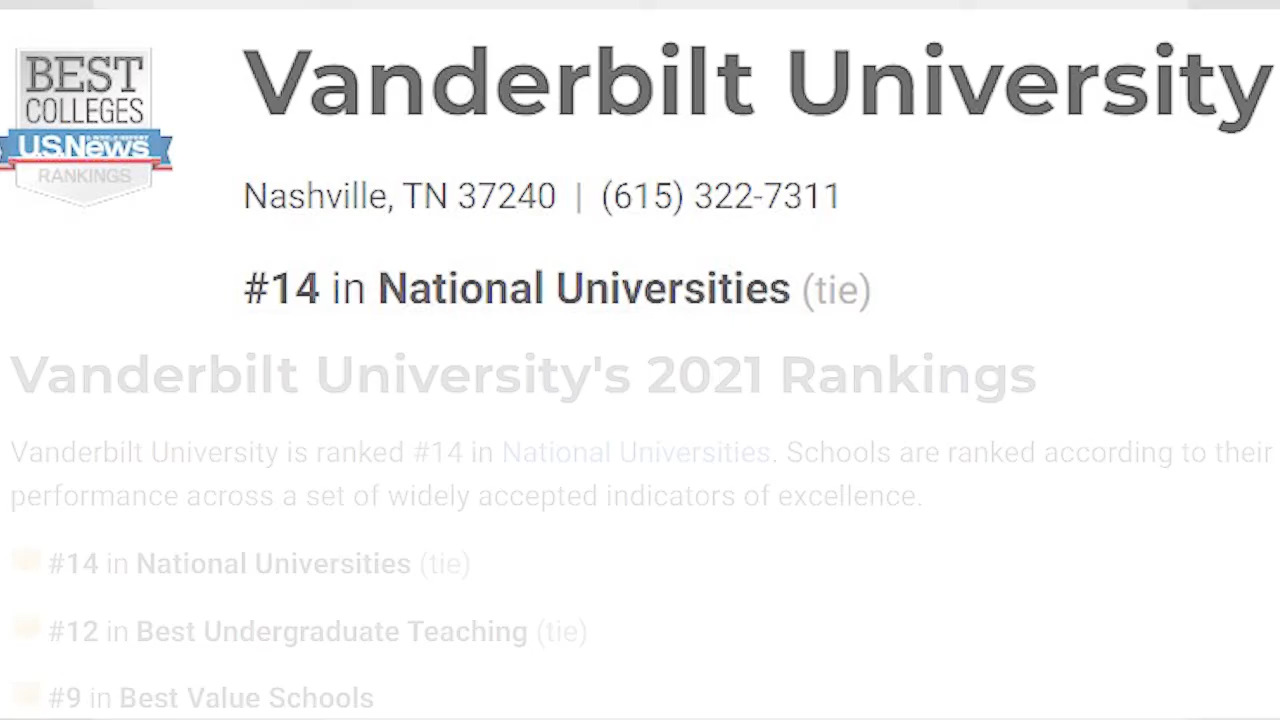 BEST
COLLEGES
U.S.News
& WORLD REPORT
RANKINGS
Vanderbilt University
Nashville, TN 37240 | (615) 322-7311
#14 in National Universities (tie)
Vanderbilt University's 2021 Rankings
Vanderbilt University is ranked #14 in National Universities. Schools are ranked according to their
performance across a set of widely accepted indicators of excellence.
#14 in National Universities (tie)
#12 in Best Undergraduate Teaching (tie)
#9 in Best Value Schools